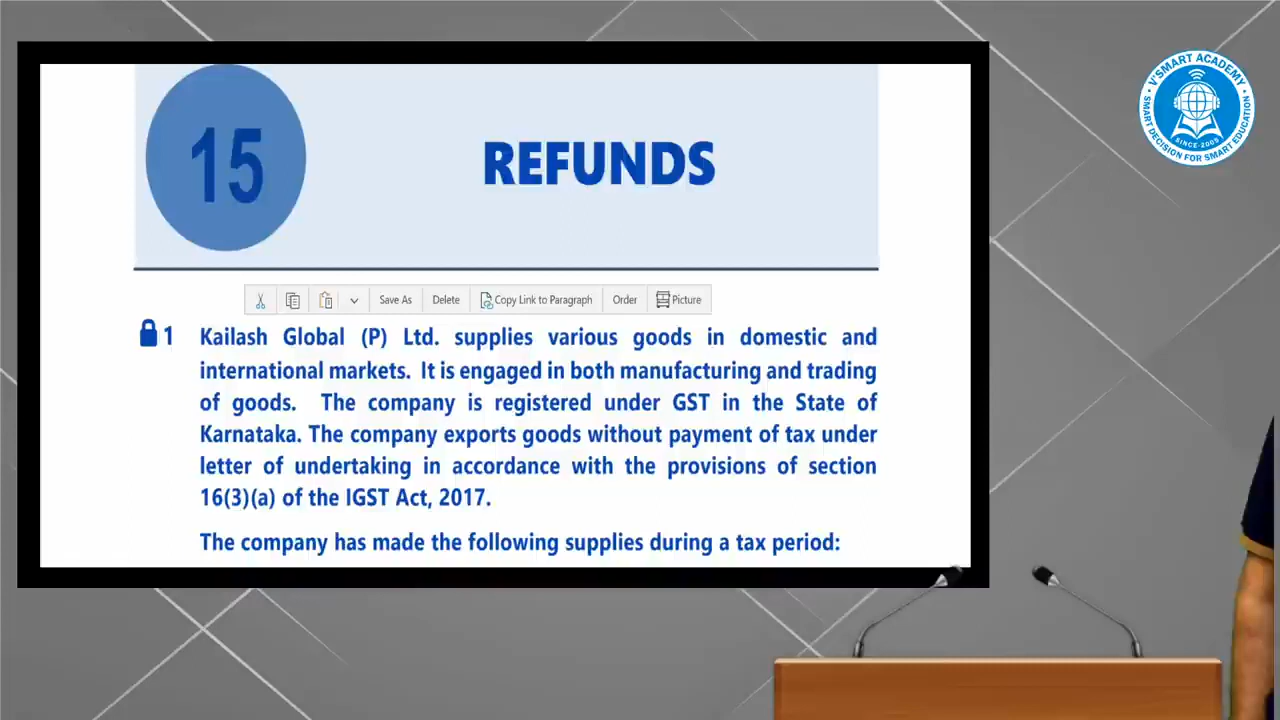 V'SMART ACADEMY
SMART DECISION FOR SMART EDUCATION
SINCE-2009
15
REFUNDS
Save As Delete Copy Link to Paragraph Order Picture
1 Kailash Global (P) Ltd. supplies various goods in domestic and
international markets. It is engaged in both manufacturing and trading
of goods. The company is registered under GST in the State of
Karnataka. The company exports goods without payment of tax under
letter of undertaking in accordance with the provisions of section
16(3)(a) of the IGST Act, 2017.
The company has made the following supplies during a tax period: